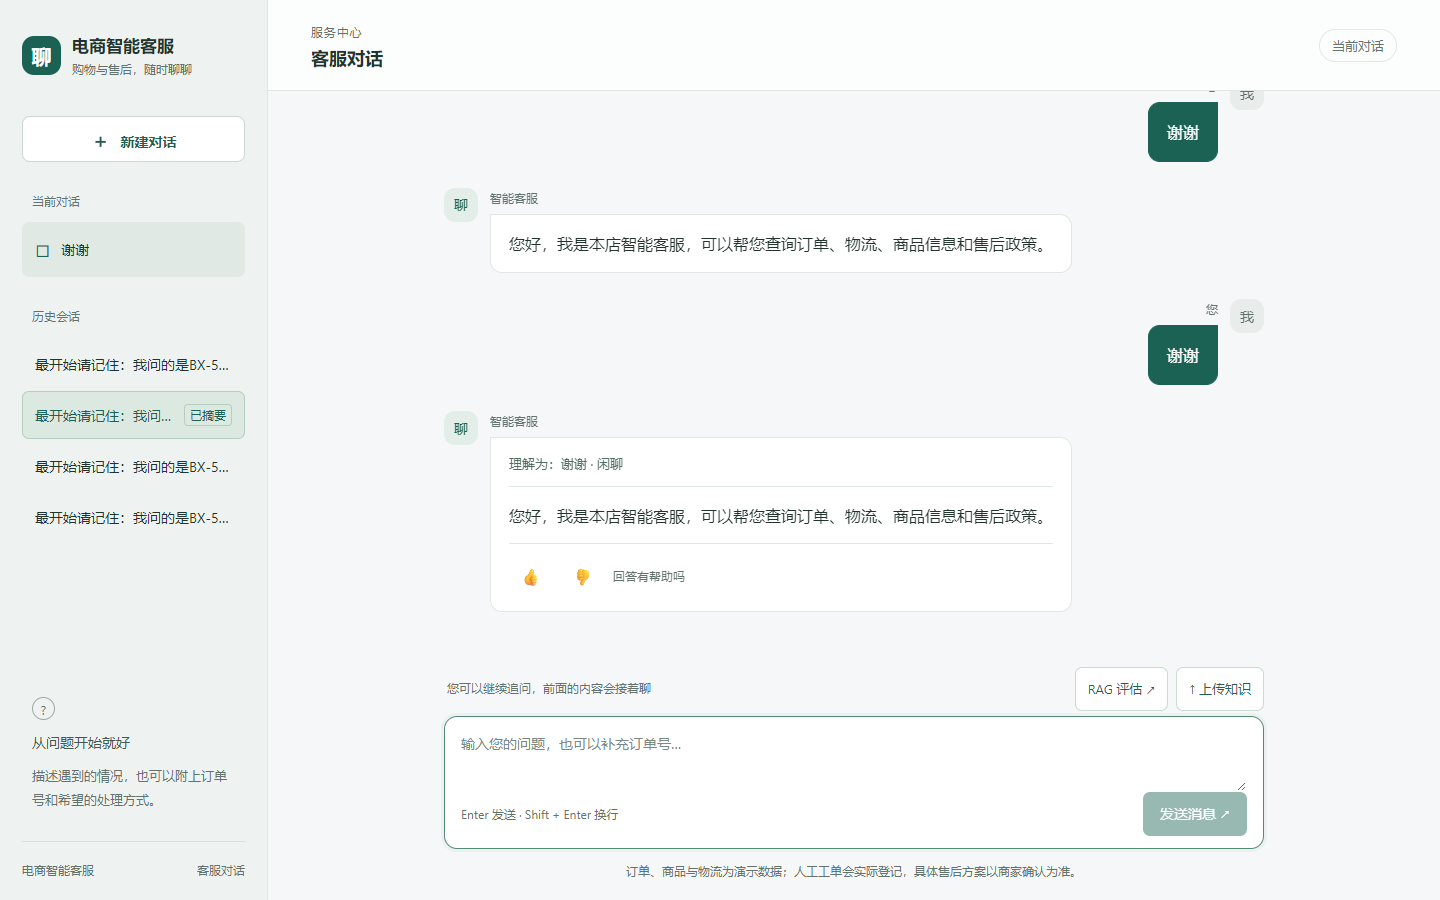 聊
电商智能客服
购物与售后，随时聊聊
+ 新建对话
当前对话
谢谢
历史会话
最开始请记住：我问的是BX-5...
最开始请记住：我问... 已摘要
最开始请记住：我问的是BX-5...
最开始请记住：我问的是BX-5...
?
从问题开始就好
描述遇到的情况，也可以附上订单
号和希望的处理方式。
电商智能客服 客服对话
服务中心
客服对话
当前对话
我
谢谢
聊 智能客服
您好，我是本店智能客服，可以帮您查询订单、物流、商品信息和售后政策。
您 我
谢谢
聊 智能客服
理解为：谢谢 · 闲聊
您好，我是本店智能客服，可以帮您查询订单、物流、商品信息和售后政策。
👍 👎 回答有帮助吗
您可以继续追问，前面的内容会接着聊
RAG 评估 ↗ ↑ 上传知识
输入您的问题，也可以补充订单号...
Enter 发送 · Shift + Enter 换行
发送消息 ↗
订单、商品与物流为演示数据；人工工单会实际登记，具体售后方案以商家确认为准。